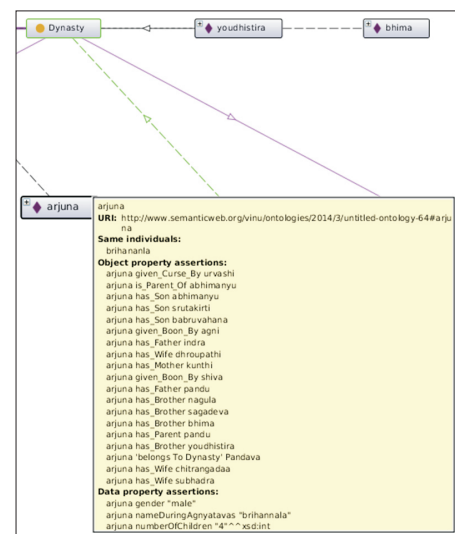 Dynasty
youdhistira
bhima
arjuna
arjuna
URI: http://www.semanticweb.org/vinu/ontologies/2014/3/untitled-ontology-64#arju
na
Same individuals:
brihananla
Object property assertions:
arjuna given_Curse_By urvashi
arjuna is_Parent_Of abhimanyu
arjuna has_Son abhimanyu
arjuna has_Son srutakirti
arjuna has_Son babruvahana
arjuna given_Boon_By agni
arjuna has_Father indra
arjuna has_Wife dhroupathi
arjuna has_Mother kunthi
arjuna given_Boon_By shiva
arjuna has_Father pandu
arjuna has_Brother nagula
arjuna has_Brother sagadeva
arjuna has_Brother bhima
arjuna has_Parent pandu
arjuna has_Brother youdhistira
arjuna 'belongs To Dynasty' Pandava
arjuna has_Wife chitrangadaa
arjuna has_Wife subhadra
Data property assertions:
arjuna gender "male"
arjuna nameDuringAgnyatavas "brihannala"
arjuna numberOfChildren "4"^^xsd:int